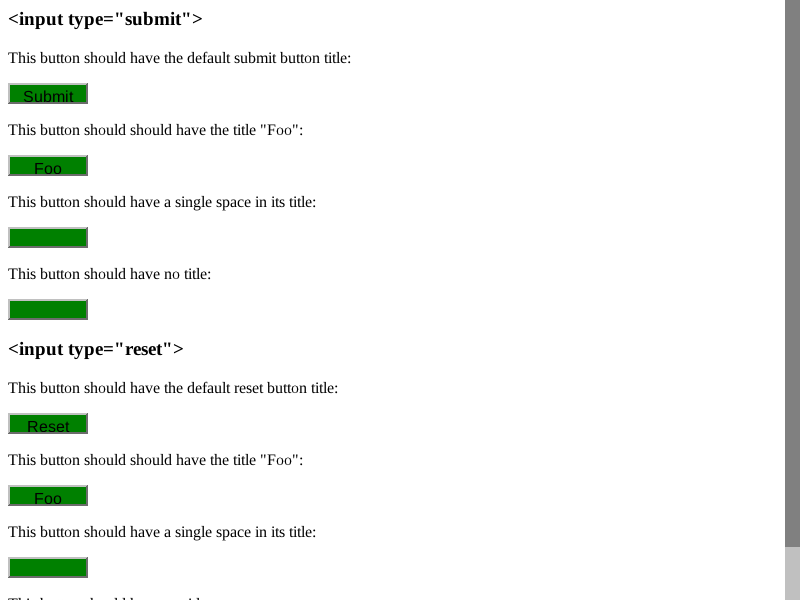 <input type="submit">
This button should have the default submit button title:
Submit
This button should should have the title "Foo":
Foo
This button should have a single space in its title:
This button should have no title:
<input type="reset">
This button should have the default reset button title:
Reset
This button should should have the title "Foo":
Foo
This button should have a single space in its title: